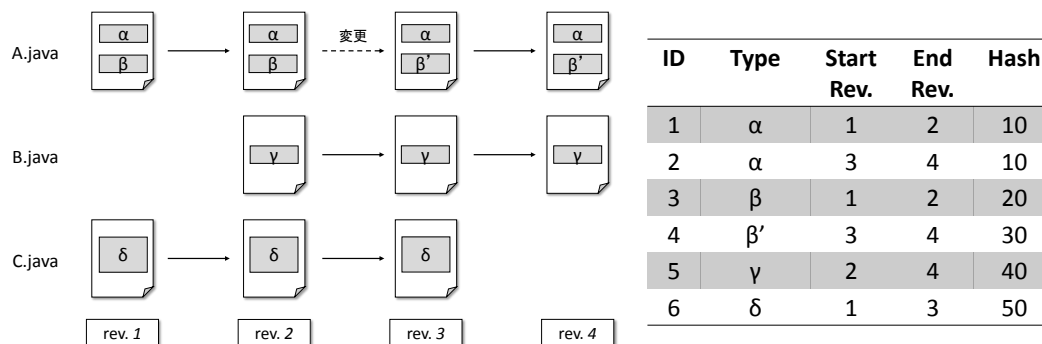 A.java
α
β
α
β
変更
α
β’
α
β’
B.java
γ
γ
γ
C.java
δ
δ
δ
rev. 1
rev. 2
rev. 3
rev. 4
ID Type Start Rev. End Rev. Hash
1 α 1 2 10
2 α 3 4 10
3 β 1 2 20
4 β’ 3 4 30
5 γ 2 4 40
6 δ 1 3 50